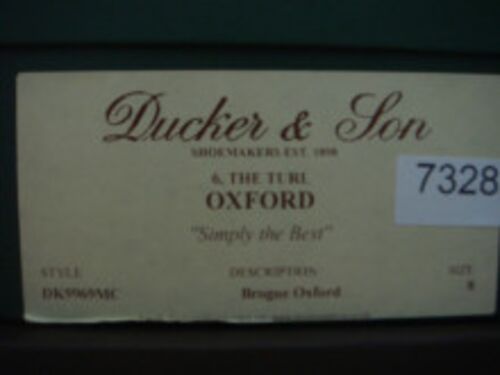 Ducker & Son
SHOEMAKERS EST. 1898
6, THE TURL
OXFORD
7328
"Simply the Best"
STYLE DESCRIPTION SIZE
DK5969MC Brogue Oxford 8